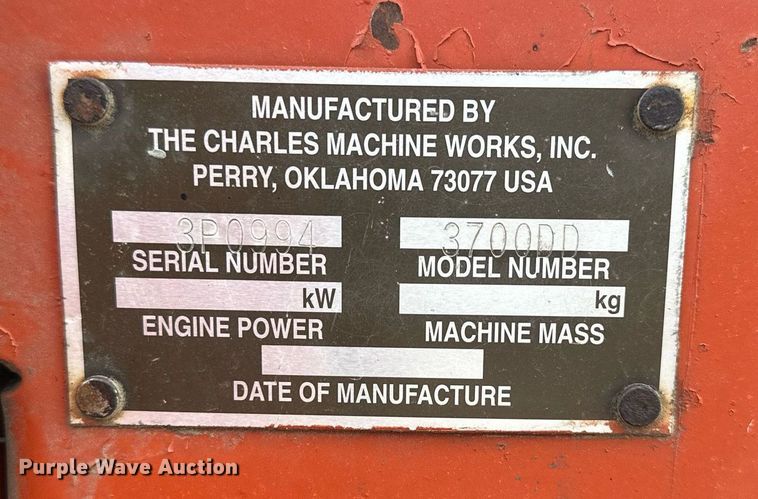 MANUFACTURED BY
THE CHARLES MACHINE WORKS, INC.
PERRY, OKLAHOMA 73077 USA
3P0994 3700DD
SERIAL NUMBER MODEL NUMBER
kW kg
ENGINE POWER MACHINE MASS
DATE OF MANUFACTURE
Purple Wave Auction